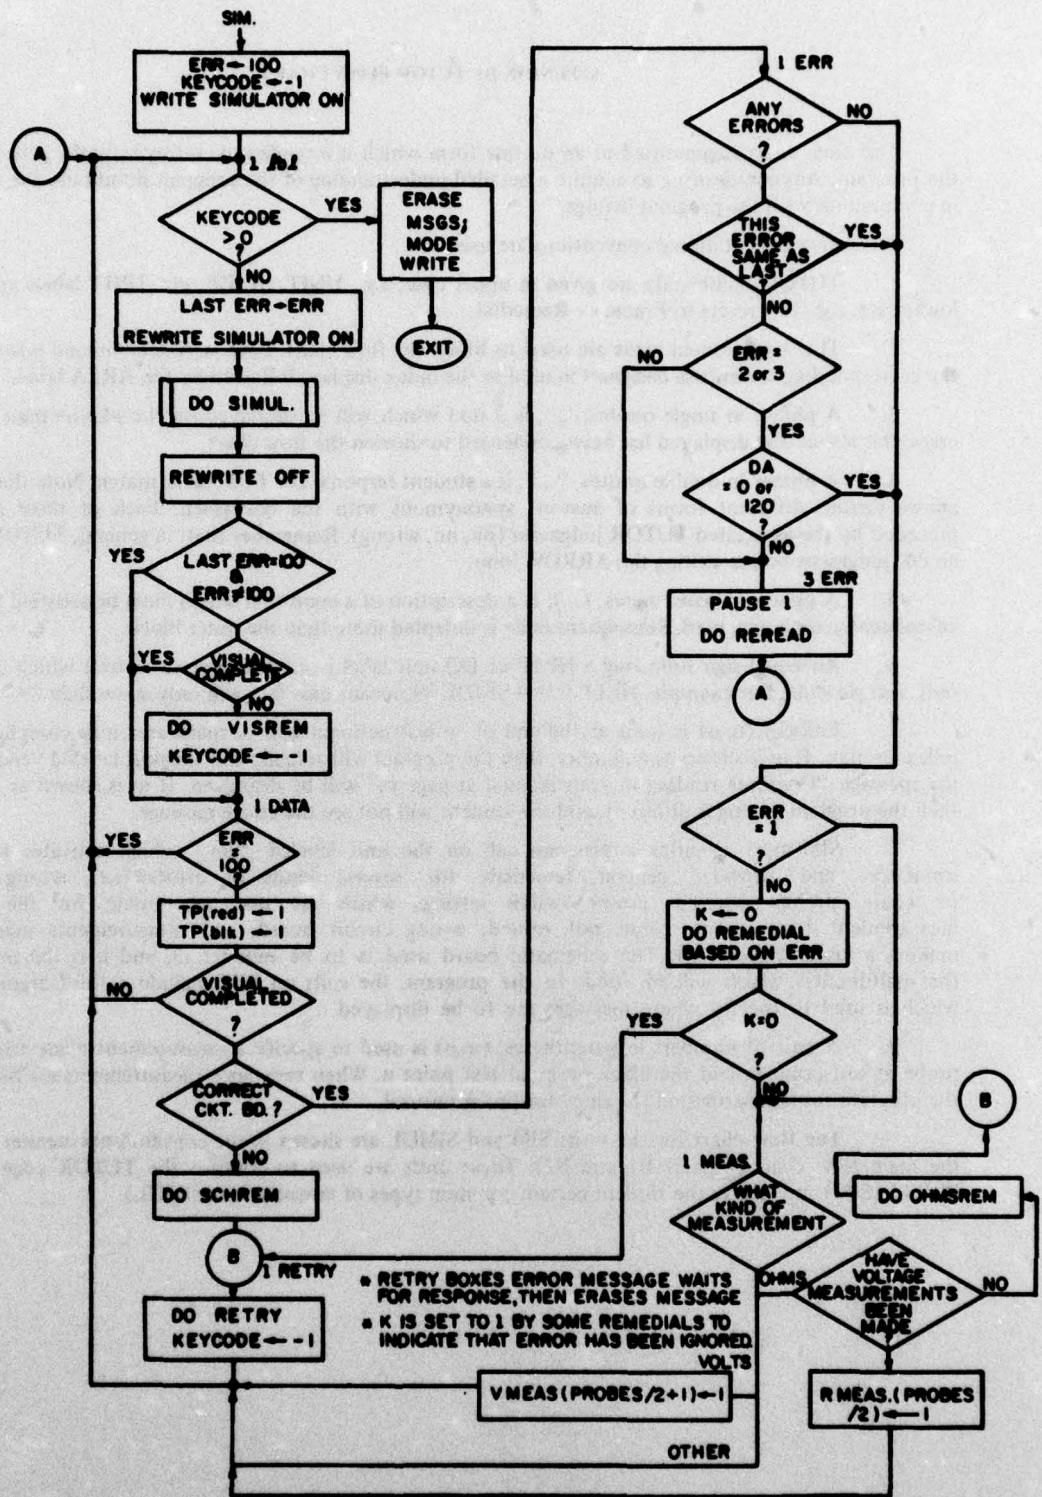 SIM.
ERR ← 100
KEYCODE ← -1
WRITE SIMULATOR ON
A
KEYCODE
> 0
?
YES
ERASE
MSGS;
MODE
WRITE
EXIT
NO
LAST ERR ← ERR
REWRITE SIMULATOR ON
DO SIMUL.
REWRITE OFF
YES
LAST ERR=100
&
ERR≠100
YES
VISUAL
COMPLETE
NO
DO VISREM
KEYCODE ← -1
1 DATA
YES
ERR
=
100
?
TP(red) ← 1
TP(blk) ← 1
NO
VISUAL
COMPLETED
?
CORRECT
CKT. BD. ?
YES
NO
DO SCHREM
B
1 RETRY
DO RETRY
KEYCODE ← -1
1 ERR
ANY
ERRORS
?
NO
THIS
ERROR
SAME AS
LAST
?
YES
NO
ERR =
2 or 3
NO
YES
DA
= 0 or
120
?
YES
NO
3 ERR
PAUSE 1
DO REREAD
A
ERR
= 1
?
NO
K ← 0
DO REMEDIAL
BASED ON ERR
YES
K=0
?
NO
1 MEAS.
WHAT
KIND OF
MEASUREMENT
B
DO OHMSREM
OHMS
HAVE
VOLTAGE
MEASUREMENTS
BEEN
MADE
NO
* RETRY BOXES ERROR MESSAGE WAITS
FOR RESPONSE, THEN ERASES MESSAGE
* K IS SET TO 1 BY SOME REMEDIALS TO
INDICATE THAT ERROR HAS BEEN IGNORED.
VOLTS
V MEAS (PROBES/2+1) ← 1
R MEAS. (PROBES
/2) ← 1
OTHER